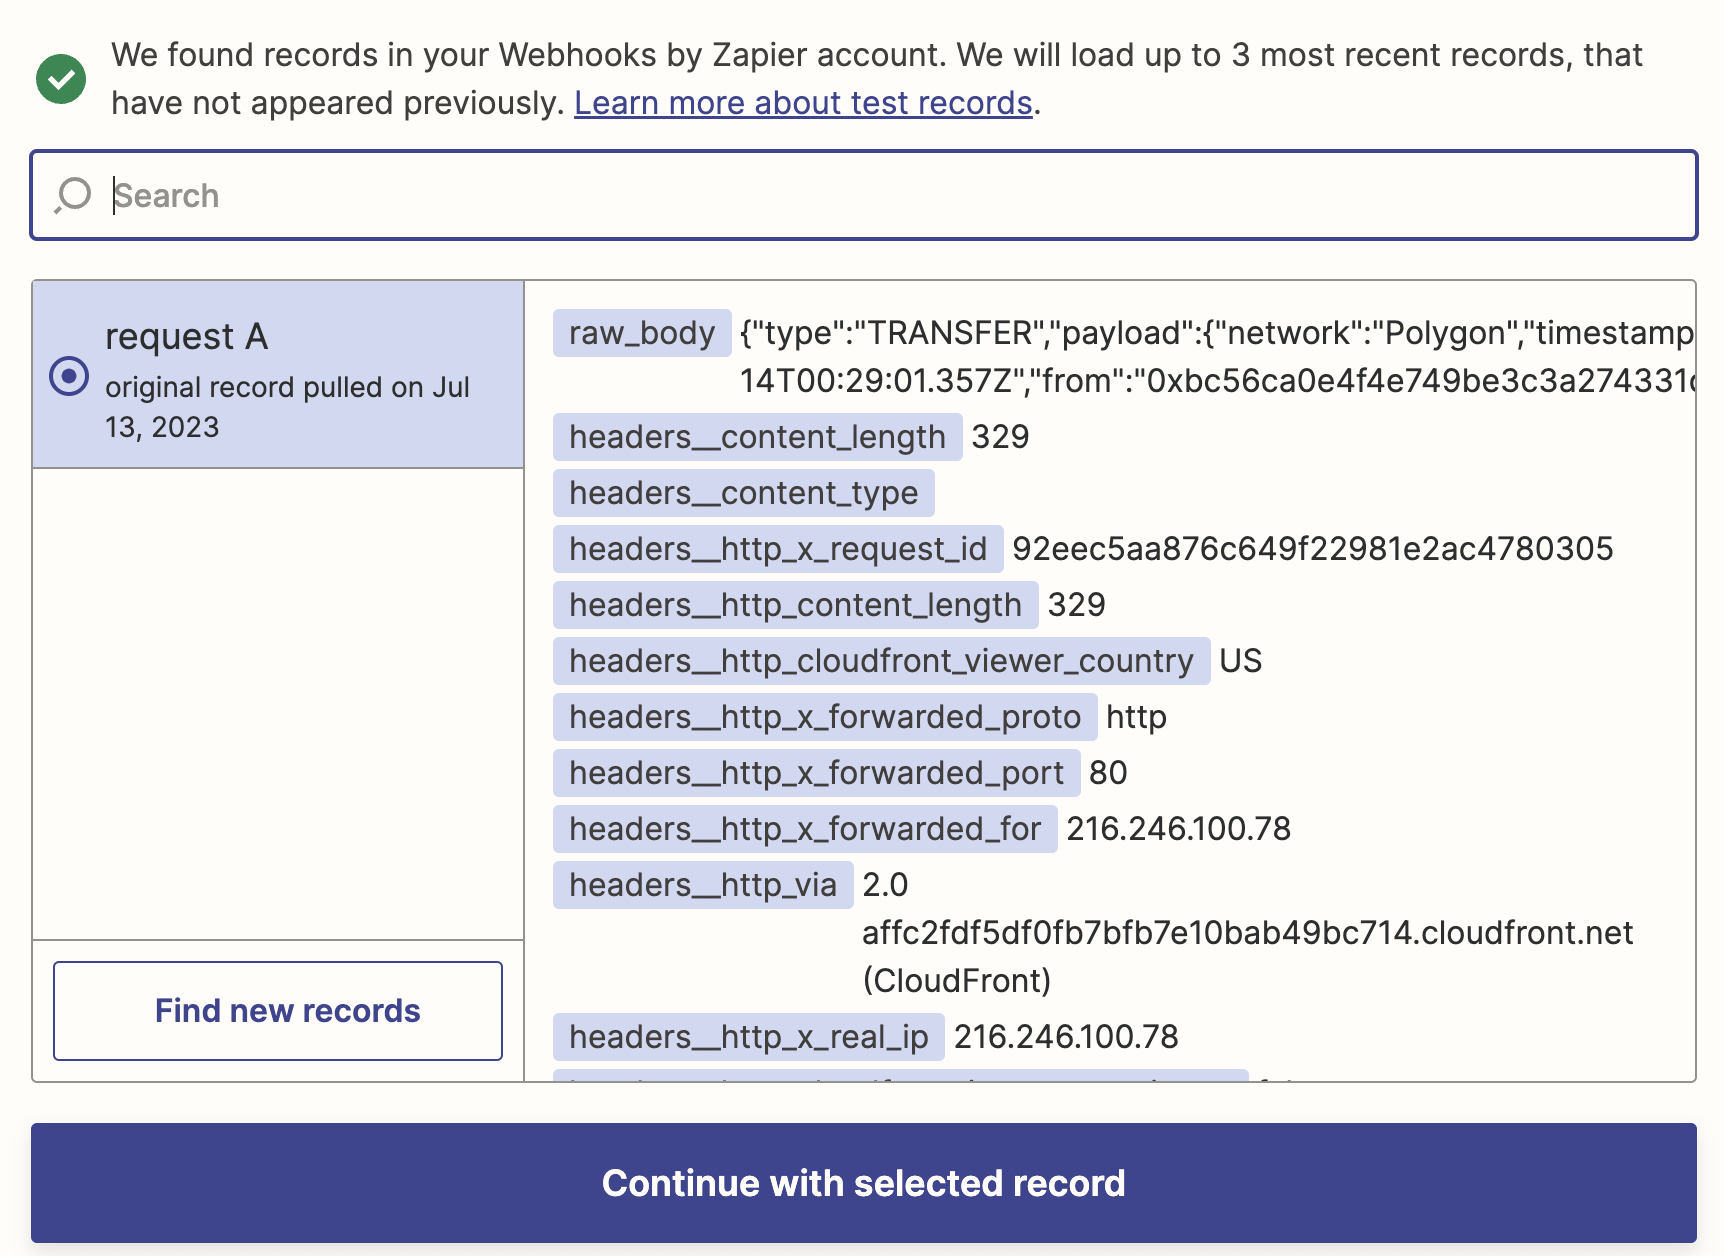 We found records in your Webhooks by Zapier account. We will load up to 3 most recent records, that
have not appeared previously. Learn more about test records.
Search
request A
original record pulled on Jul
13, 2023
Find new records
raw_body {"type":"TRANSFER","payload":{"network":"Polygon","timestamp
14T00:29:01.357Z","from":"0xbc56ca0e4f4e749be3c3a274331
headers__content_length 329
headers__content_type
headers__http_x_request_id 92eec5aa876c649f22981e2ac4780305
headers__http_content_length 329
headers__http_cloudfront_viewer_country US
headers__http_x_forwarded_proto http
headers__http_x_forwarded_port 80
headers__http_x_forwarded_for 216.246.100.78
headers__http_via 2.0
affc2fdf5df0fb7bfb7e10bab49bc714.cloudfront.net
(CloudFront)
headers__http_x_real_ip 216.246.100.78
Continue with selected record